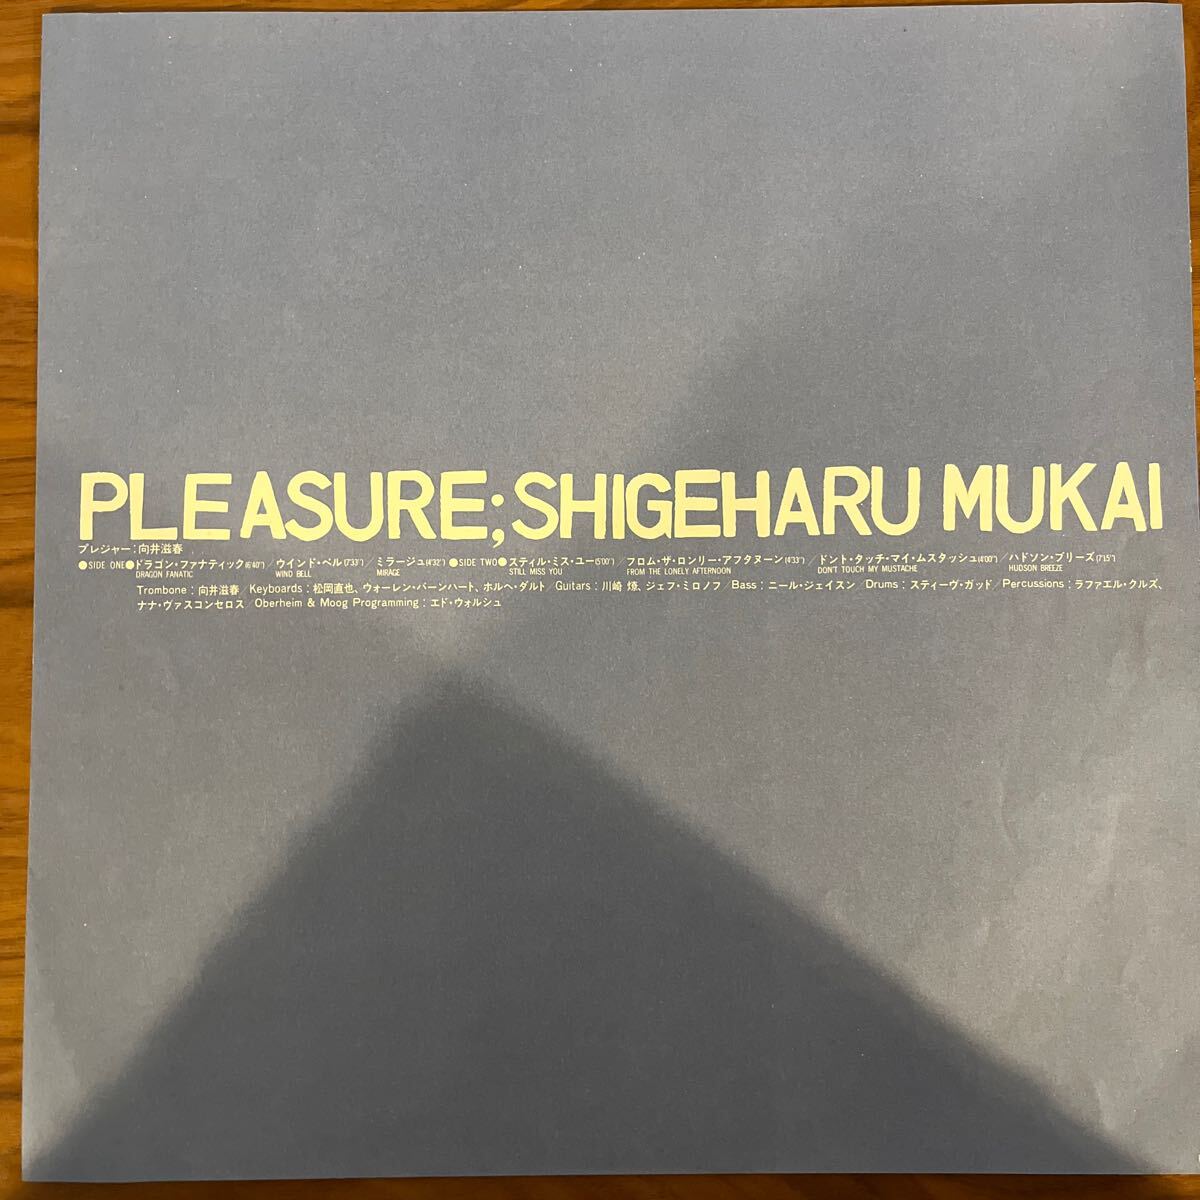 PLEASURE;SHIGEHARU MUKAI
プレジャー:向井滋春
●SIDE ONE●ドラゴン・ファナティック(6'40")／ウインド・ベル(7'33")／ミラージュ(4'32")●SIDE TWO●スティル・ミス・ユー(5'00")／フロム・ザ・ロンリー・アフタヌーン(4'33")／ドント・タッチ・マイ・ムスタッシュ(4'00")／ハドソン・ブリーズ(7'15")
DRAGON FANATIC WIND BELL MIRAGE STILL MISS YOU FROM THE LONELY AFTERNOON DON'T TOUCH MY MUSTACHE HUDSON BREEZE
Trombone:向井滋春／Keyboards:松岡直也、ウォーレン・バーンハート、ホルヘ・ダルト Guitars:川崎 燎、ジェフ・ミロノフ／Bass:ニール・ジェイスン／Drums:スティーヴ・ガッド／Percussions:ラファエル・クルズ、
ナナ・ヴァスコンセロス Oberheim & Moog Programming:エド・ウォルシュ